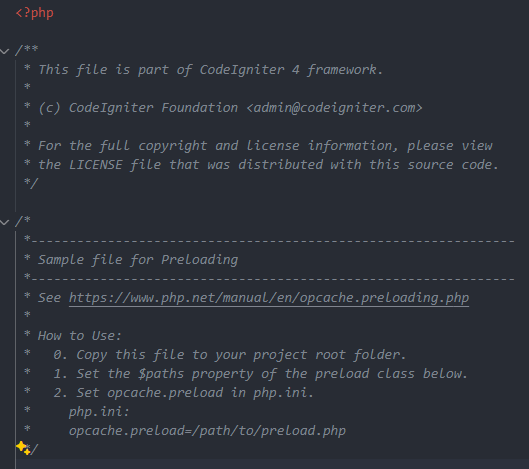 <?php
/**
 * This file is part of CodeIgniter 4 framework.
 *
 * (c) CodeIgniter Foundation <admin@codeigniter.com>
 *
 * For the full copyright and license information, please view
 * the LICENSE file that was distributed with this source code.
 */
/*
 *---------------------------------------------------------------
 * Sample file for Preloading
 *---------------------------------------------------------------
 * See https://www.php.net/manual/en/opcache.preloading.php
 *
 * How to Use:
 *   0. Copy this file to your project root folder.
 *   1. Set the $paths property of the preload class below.
 *   2. Set opcache.preload in php.ini.
 *     php.ini:
 *     opcache.preload=/path/to/preload.php
 */